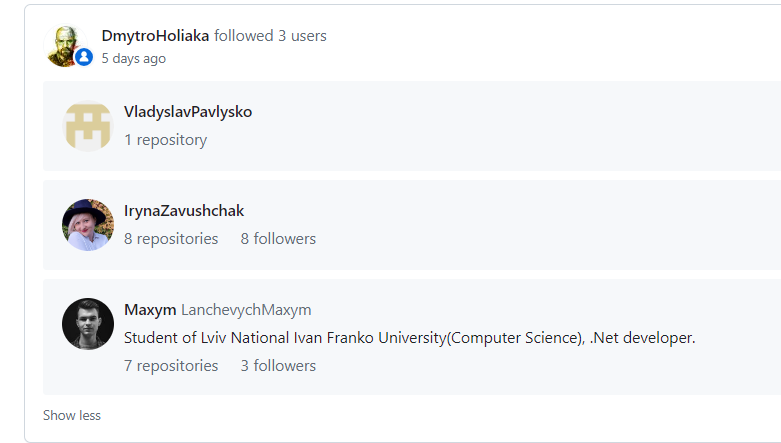 DmytroHoliaka followed 3 users
5 days ago
VladyslavPavlysko
1 repository
IrynaZavushchak
8 repositories 8 followers
Maxym LanchevychMaxym
Student of Lviv National Ivan Franko University(Computer Science), .Net developer.
7 repositories 3 followers
Show less